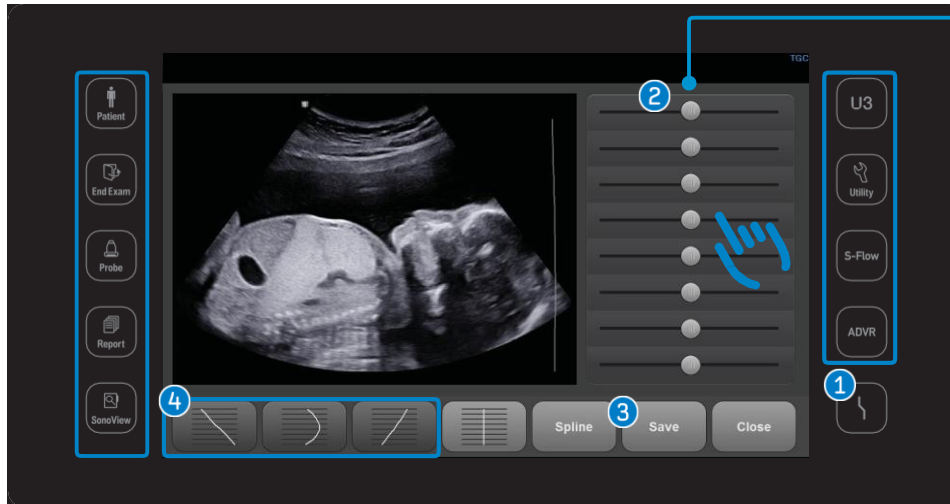 TGC
2
U3
Patient
End Exam
Utility
Probe
S-Flow
Report
ADVR
1
SonoView
4
3
Spline
Save
Close